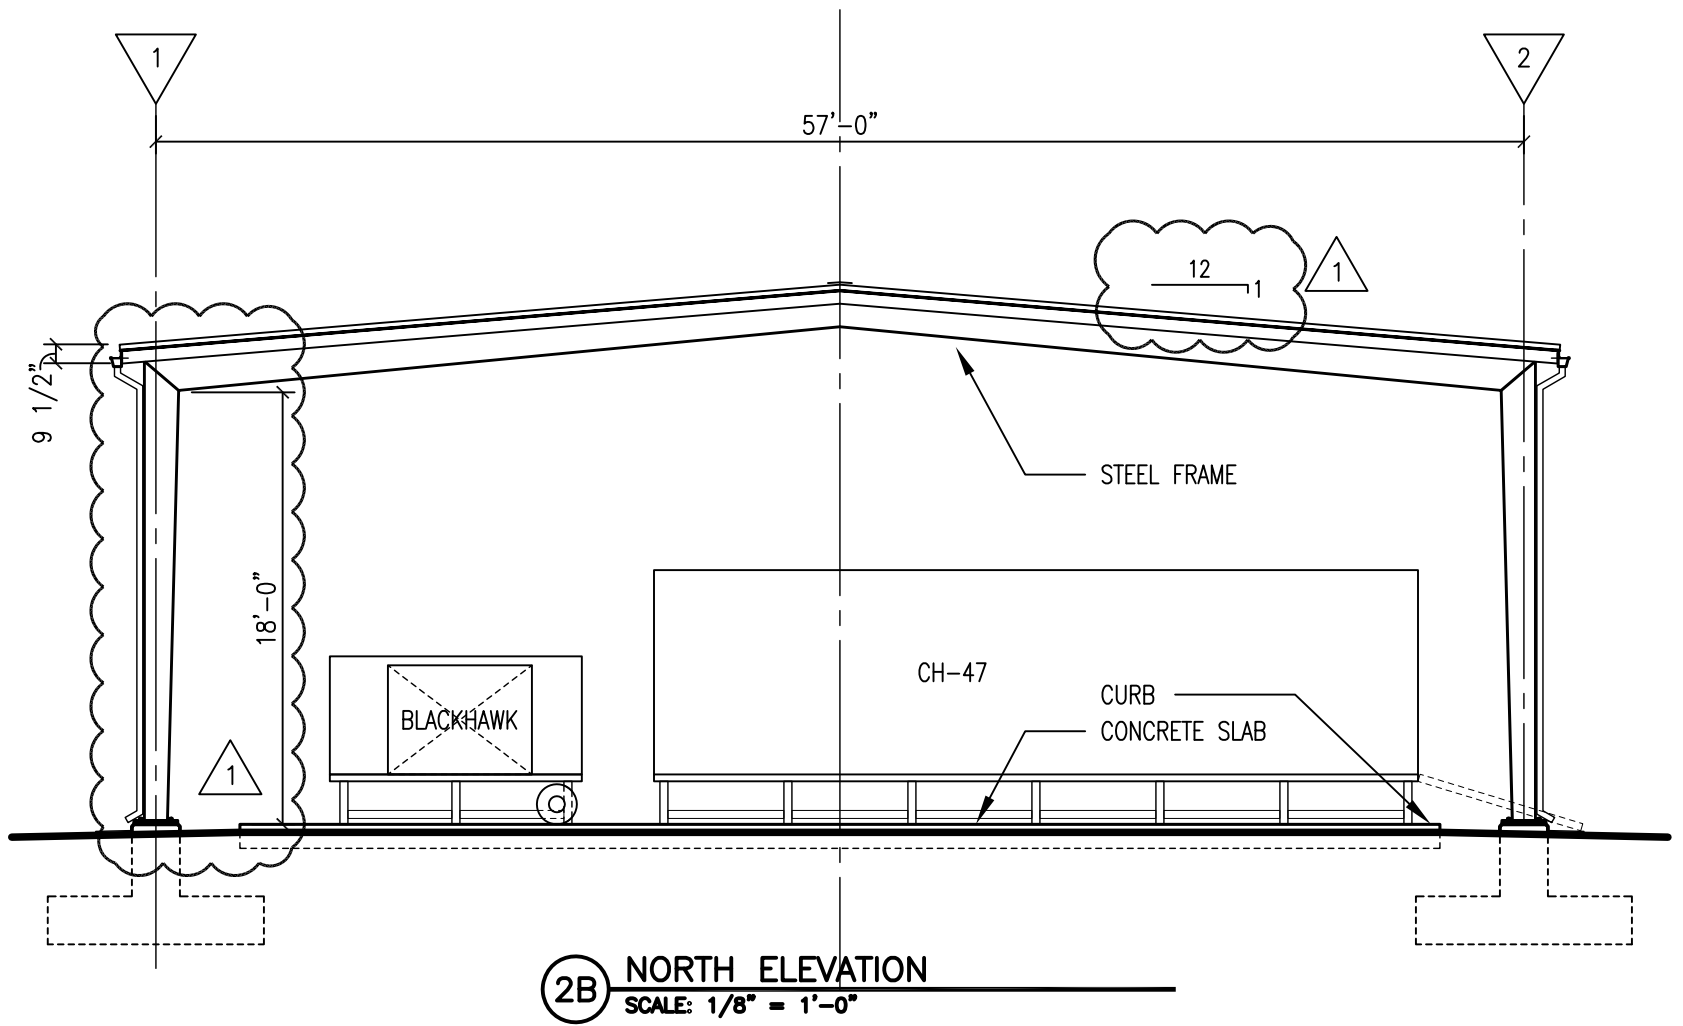 1
2
57'-0"
12
1
1
9 1/2"
STEEL FRAME
18'-0"
CH-47
CURB
BLACKHAWK
CONCRETE SLAB
1
2B
NORTH ELEVATION
SCALE: 1/8" = 1'-0"